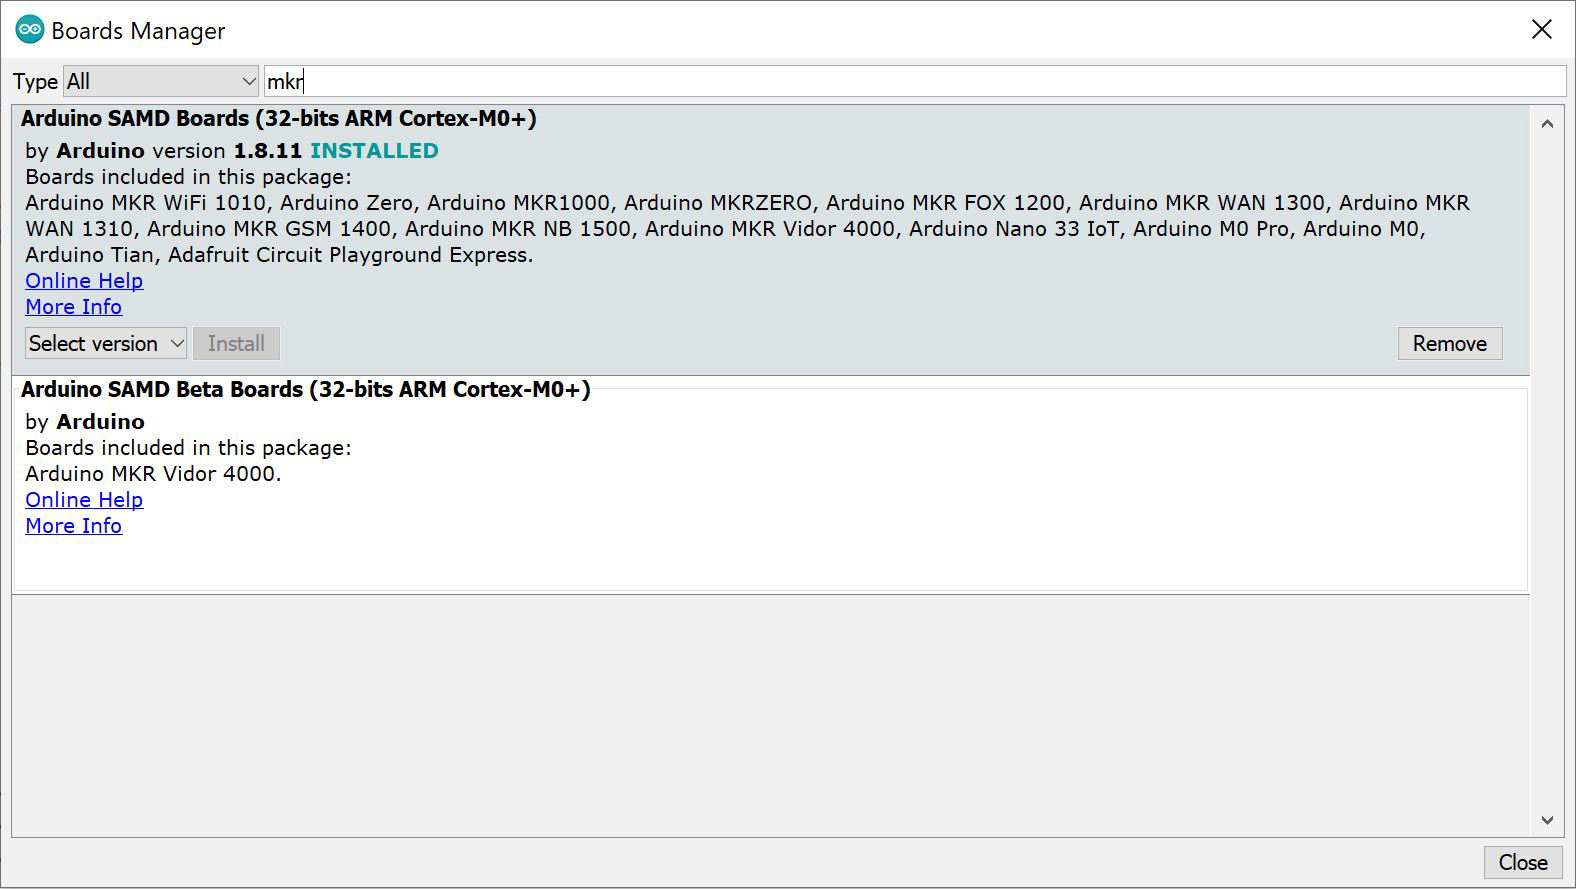 Boards Manager
Type All mkr
Arduino SAMD Boards (32-bits ARM Cortex-M0+)
by Arduino version 1.8.11 INSTALLED
Boards included in this package:
Arduino MKR WiFi 1010, Arduino Zero, Arduino MKR1000, Arduino MKRZERO, Arduino MKR FOX 1200, Arduino MKR WAN 1300, Arduino MKR
WAN 1310, Arduino MKR GSM 1400, Arduino MKR NB 1500, Arduino MKR Vidor 4000, Arduino Nano 33 IoT, Arduino M0 Pro, Arduino M0,
Arduino Tian, Adafruit Circuit Playground Express.
Online Help
More Info
Select version Install Remove
Arduino SAMD Beta Boards (32-bits ARM Cortex-M0+)
by Arduino
Boards included in this package:
Arduino MKR Vidor 4000.
Online Help
More Info
Close